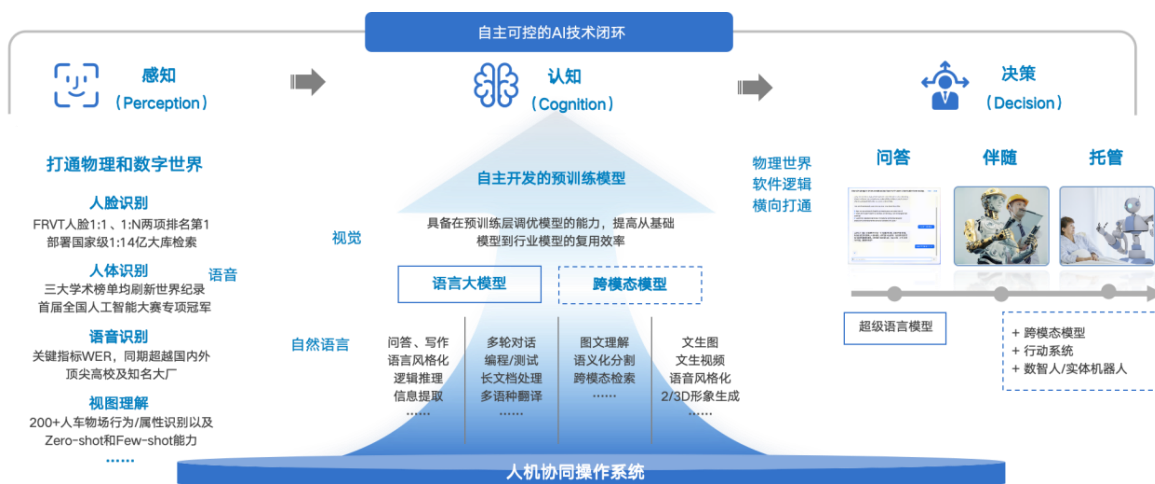 自主可控的AI技术闭环
感知
（Perception）
认知
（Cognition）
决策
（Decision）
打通物理和数字世界
人脸识别
FRVT人脸1:1、1:N两项排名第1
部署国家级1:14亿大库检索
人体识别
三大学术榜单均刷新世界纪录
首届全国人工智能大赛专项冠军
语音识别
关键指标WER，同期超越国内外
顶尖高校及知名大厂
视图理解
200+人车物场行为/属性识别以及
Zero-shot和Few-shot能力
......
视觉
语音
自然语言
自主开发的预训练模型
具备在预训练层调优模型的能力，提高从基础
模型到行业模型的复用效率
语言大模型
跨模态模型
问答、写作
语言风格化
逻辑推理
信息提取
......
多轮对话
编程/测试
长文档处理
多语种翻译
......
图文理解
语义化分割
跨模态检索
......
文生图
文生视频
语音风格化
2/3D形象生成
......
物理世界
软件逻辑
横向打通
问答
伴随
托管
超级语言模型
+ 跨模态模型
+ 行动系统
+ 数智人/实体机器人
人机协同操作系统